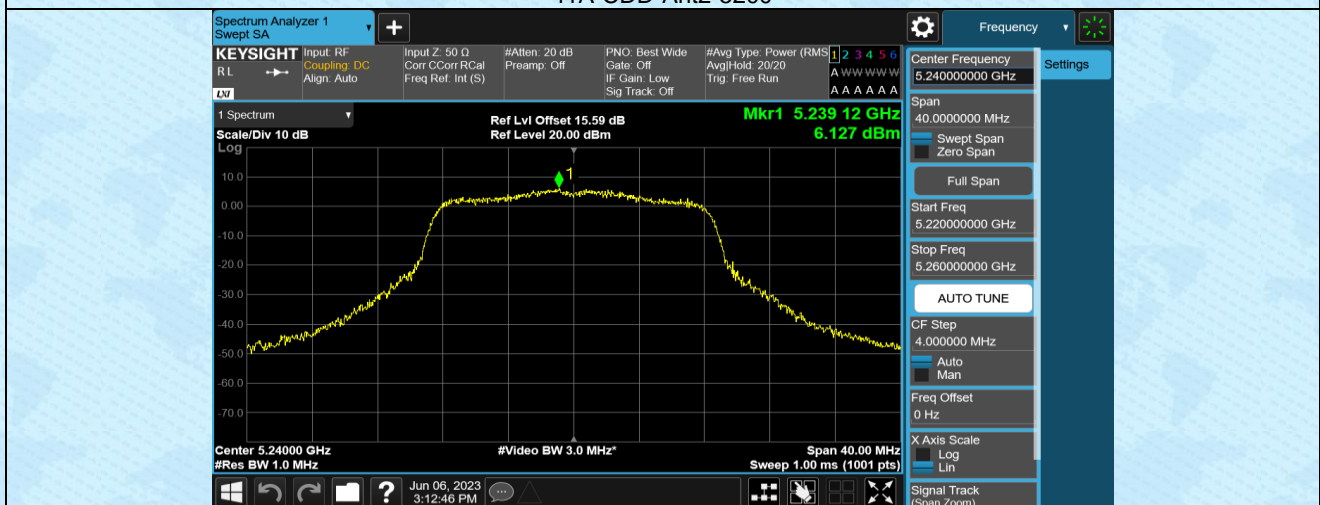 Spectrum Analyzer 1
Swept SA
+
Frequency
KEYSIGHT
R L
LXI
Input: RF
Coupling: DC
Align: Auto
Input Z: 50 Ω
Corr CCorr RCal
Freq Ref: Int (S)
#Atten: 20 dB
Preamp: Off
PNO: Best Wide
Gate: Off
IF Gain: Low
Sig Track: Off
#Avg Type: Power (RMS
Avg|Hold: 20/20
Trig: Free Run
1 2 3 4 5 6
A W W W W W
A A A A A A
1 Spectrum
Scale/Div 10 dB
Log
Ref Lvl Offset 15.59 dB
Ref Level 20.00 dBm
Mkr1 5.239 12 GHz
6.127 dBm
1
10.0
0.00
-10.0
-20.0
-30.0
-40.0
-50.0
-60.0
-70.0
Center 5.24000 GHz
#Res BW 1.0 MHz
#Video BW 3.0 MHz*
Span 40.00 MHz
Sweep 1.00 ms (1001 pts)
Jun 06, 2023
3:12:46 PM
?
Center Frequency
5.240000000 GHz
Span
40.0000000 MHz
Swept Span
Zero Span
Full Span
Start Freq
5.220000000 GHz
Stop Freq
5.260000000 GHz
AUTO TUNE
CF Step
4.000000 MHz
Auto
Man
Freq Offset
0 Hz
X Axis Scale
Log
Lin
Signal Track
(Span Zoom)
Settings